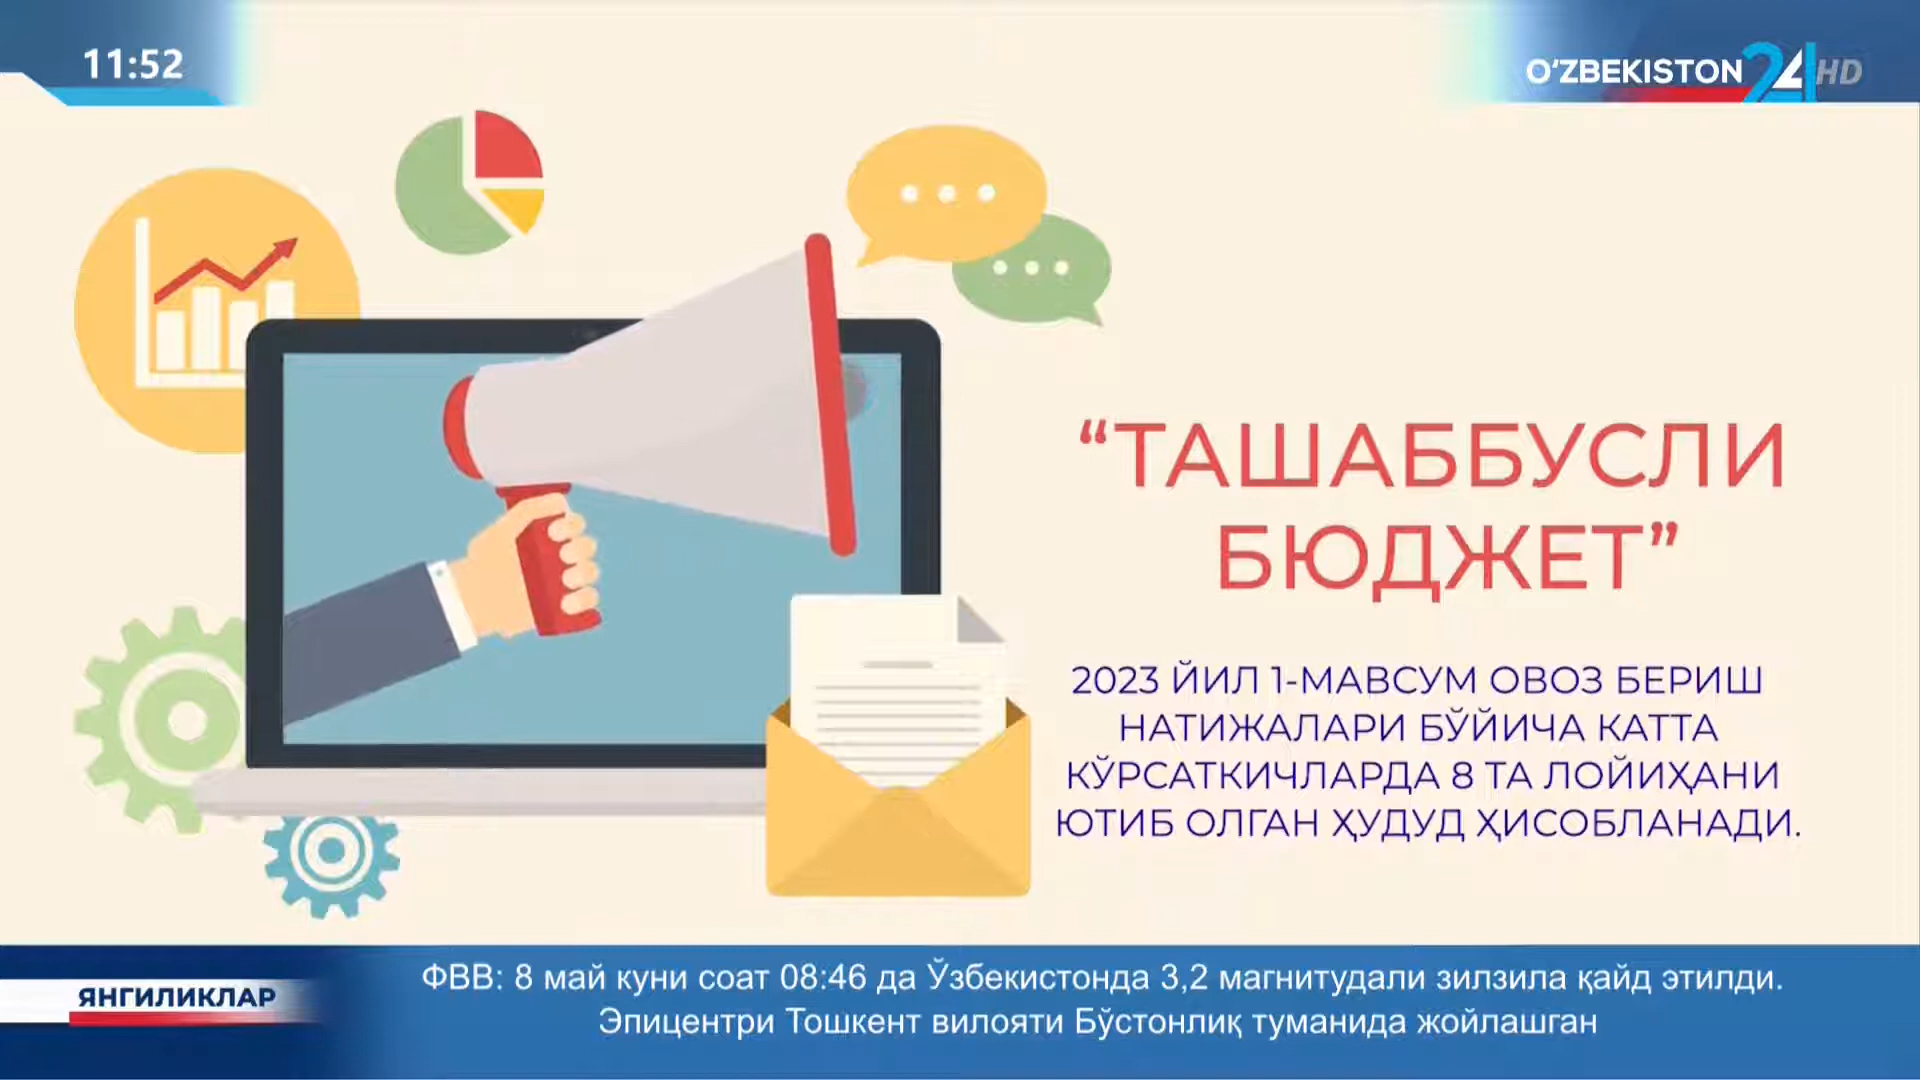 11:52
O‘ZBEKISTON 24 HD
“ТАШАББУСЛИ
БЮДЖЕТ”
2023 ЙИЛ 1-МАВСУМ ОВОЗ БЕРИШ
НАТИЖАЛАРИ БЎЙИЧА КАТТА
КЎРСАТКИЧЛАРДА 8 ТА ЛОЙИҲАНИ
ЮТИБ ОЛГАН ҲУДУД ҲИСОБЛАНАДИ.
ЯНГИЛИКЛАР
ФВВ: 8 май куни соат 08:46 да Ўзбекистонда 3,2 магнитудали зилзила қайд этилди.
Эпицентри Тошкент вилояти Бўстонлиқ туманида жойлашган